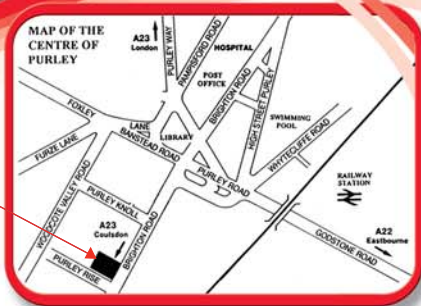 MAP OF THE
CENTRE OF
PURLEY
A23
London
PURLEY WAY
PAMPISFORD ROAD
HOSPITAL
POST
OFFICE
BRIGHTON ROAD
HIGH STREET PURLEY
SWIMMING
POOL
WHYTECLIFFE ROAD
FOXLEY
LANE
LIBRARY
BANSTEAD ROAD
FURZE LANE
WOODCOTE VALLEY ROAD
PURLEY ROAD
RAILWAY
STATION
PURLEY KNOLL
A23
Coulsdon
BRIGHTON ROAD
PURLEY RISE
GODSTONE ROAD
A22
Eastbourne